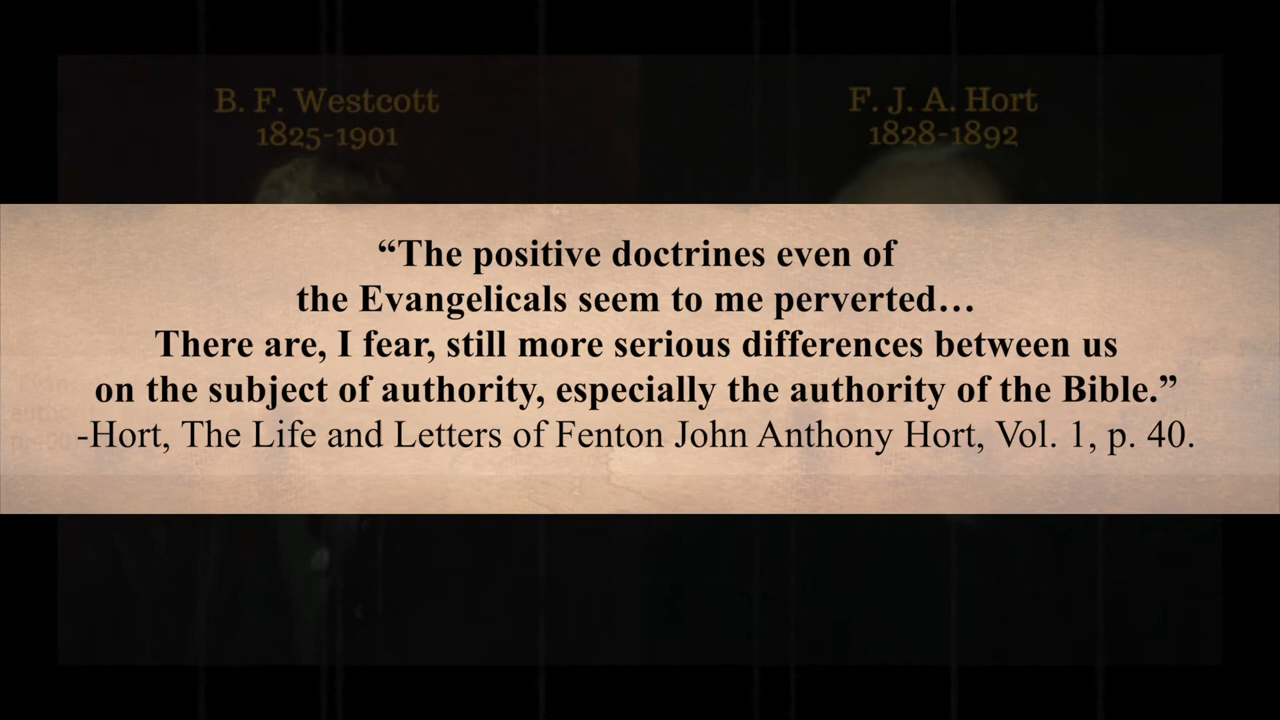 B. F. Westcott
1825-1901
F. J. A. Hort
1828-1892
“The positive doctrines even of
the Evangelicals seem to me perverted…
There are, I fear, still more serious differences between us
on the subject of authority, especially the authority of the Bible.”
-Hort, The Life and Letters of Fenton John Anthony Hort, Vol. 1, p. 40.